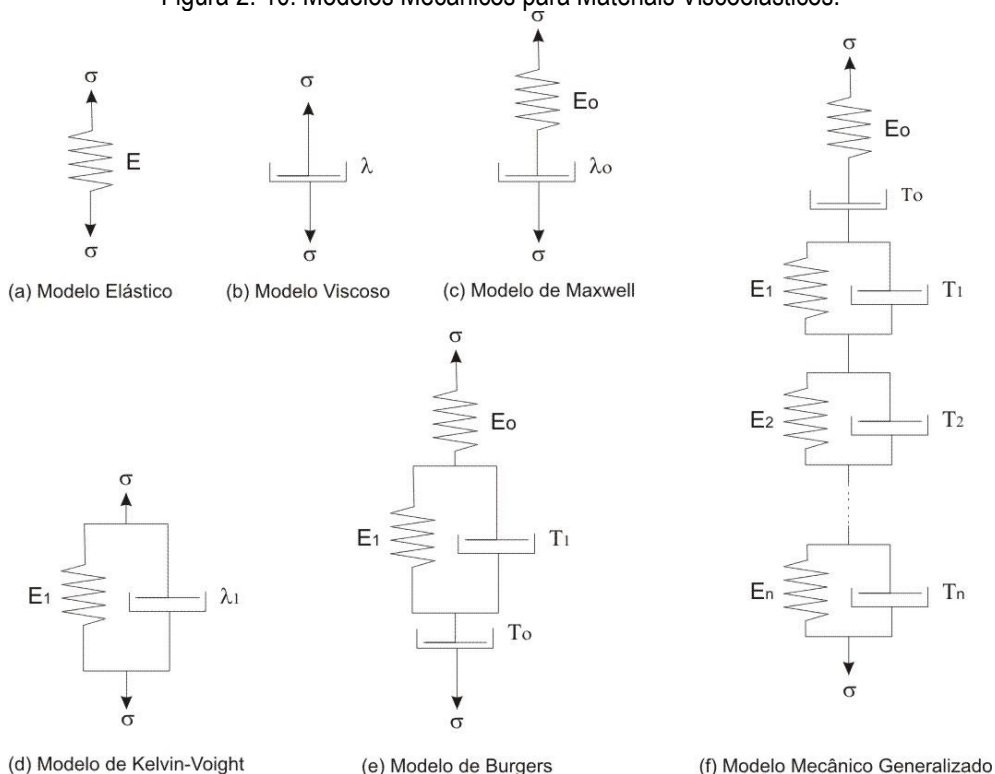 Figura 2. 10: Modelos Mecânicos para Materiais Viscoelásticos.
σ
E
σ
(a) Modelo Elástico
σ
λ
σ
(b) Modelo Viscoso
σ
Eo
λo
σ
(c) Modelo de Maxwell
σ
E1
λ1
σ
(d) Modelo de Kelvin-Voight
σ
Eo
E1
T1
To
σ
(e) Modelo de Burgers
σ
Eo
To
E1
T1
E2
T2
En
Tn
σ
(f) Modelo Mecânico Generalizado